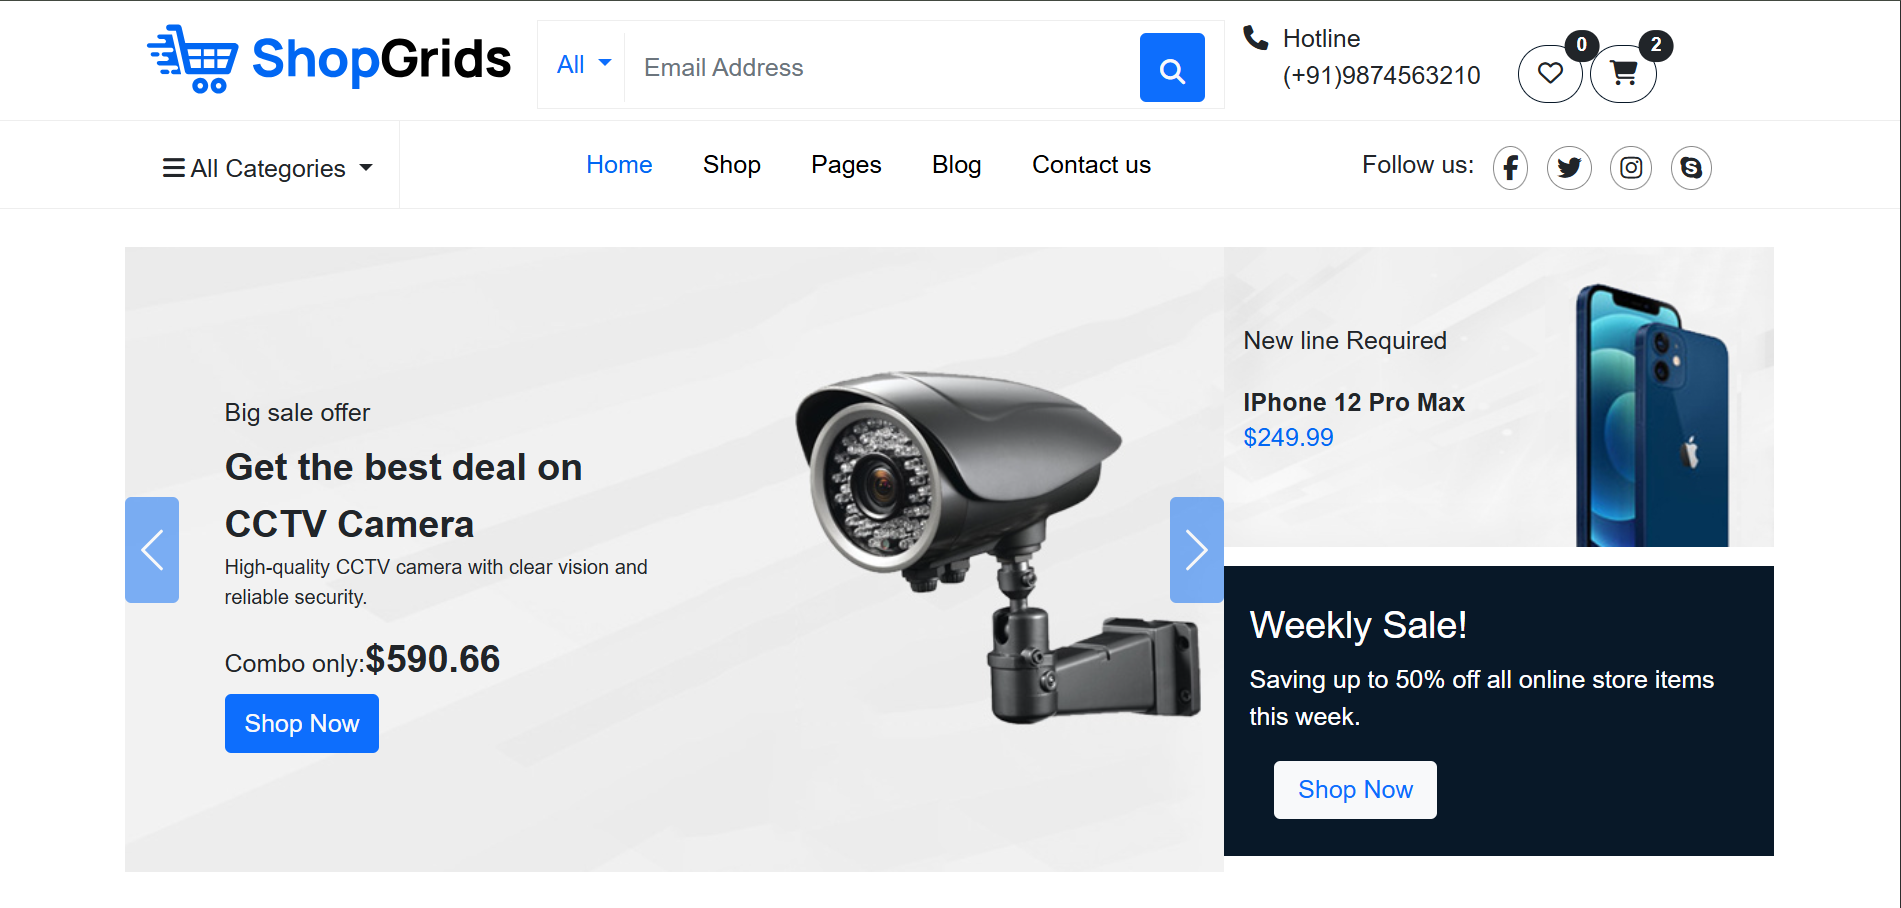 ShopGrids
All
Email Address
Hotline
(+91)9874563210
0
2
All Categories
Home
Shop
Pages
Blog
Contact us
Follow us:
Big sale offer
Get the best deal on
CCTV Camera
High-quality CCTV camera with clear vision and
reliable security.
Combo only:$590.66
Shop Now
New line Required
IPhone 12 Pro Max
$249.99
Weekly Sale!
Saving up to 50% off all online store items
this week.
Shop Now